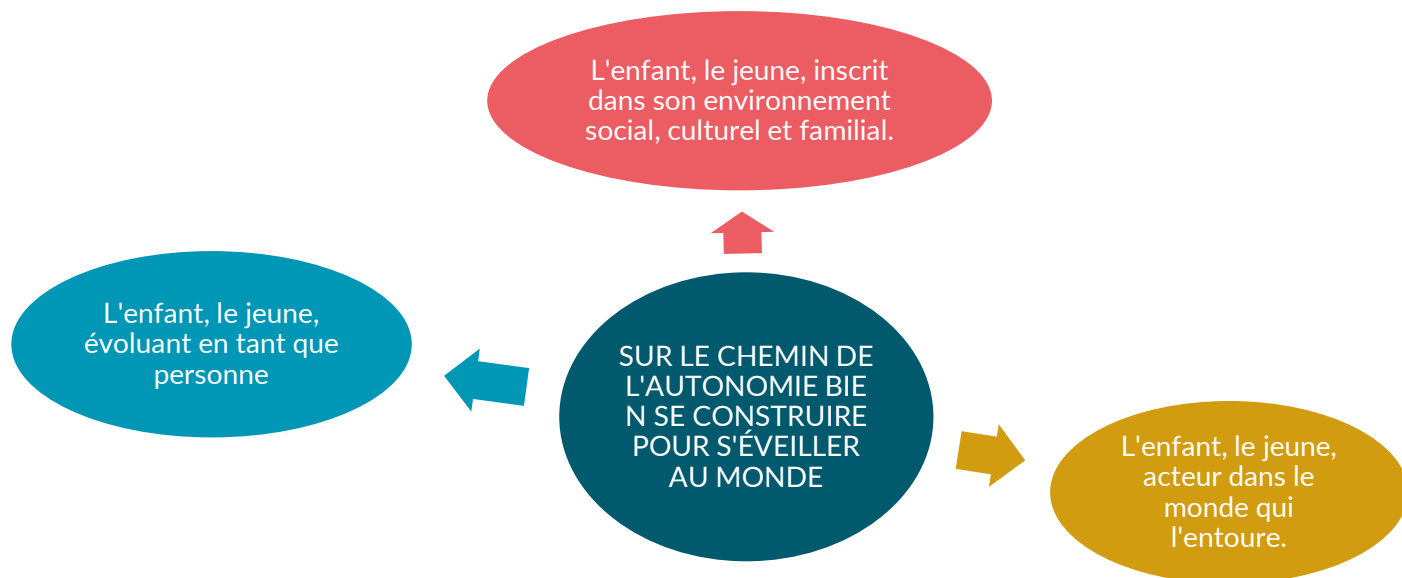 L'enfant, le jeune, inscrit
dans son environnement
social, culturel et familial.
L'enfant, le jeune,
évoluant en tant que
personne
SUR LE CHEMIN DE
L'AUTONOMIE BIE
N SE CONSTRUIRE
POUR S'ÉVEILLER
AU MONDE
L'enfant, le jeune,
acteur dans le
monde qui
l'entoure.